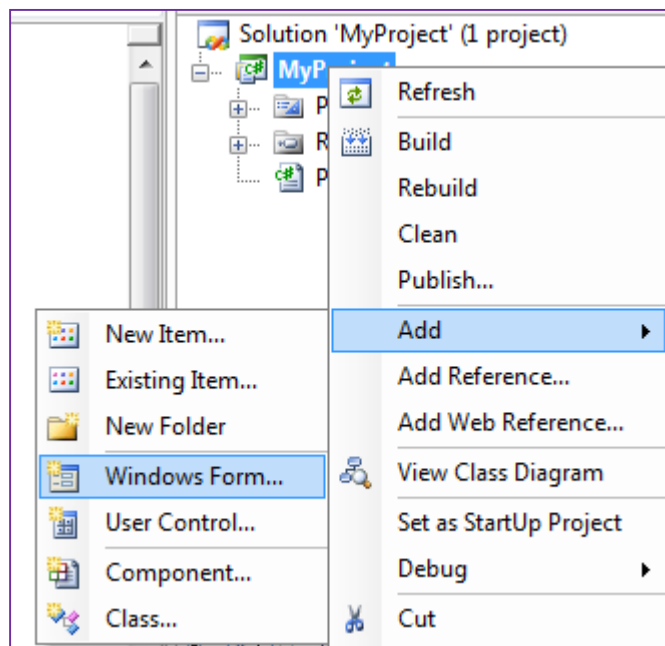 Solution 'MyProject' (1 project)
MyProject
P
R
P
Refresh
Build
Rebuild
Clean
Publish...
Add
Add Reference...
Add Web Reference...
View Class Diagram
Set as StartUp Project
Debug
Cut
New Item...
Existing Item...
New Folder
Windows Form...
User Control...
Component...
Class...